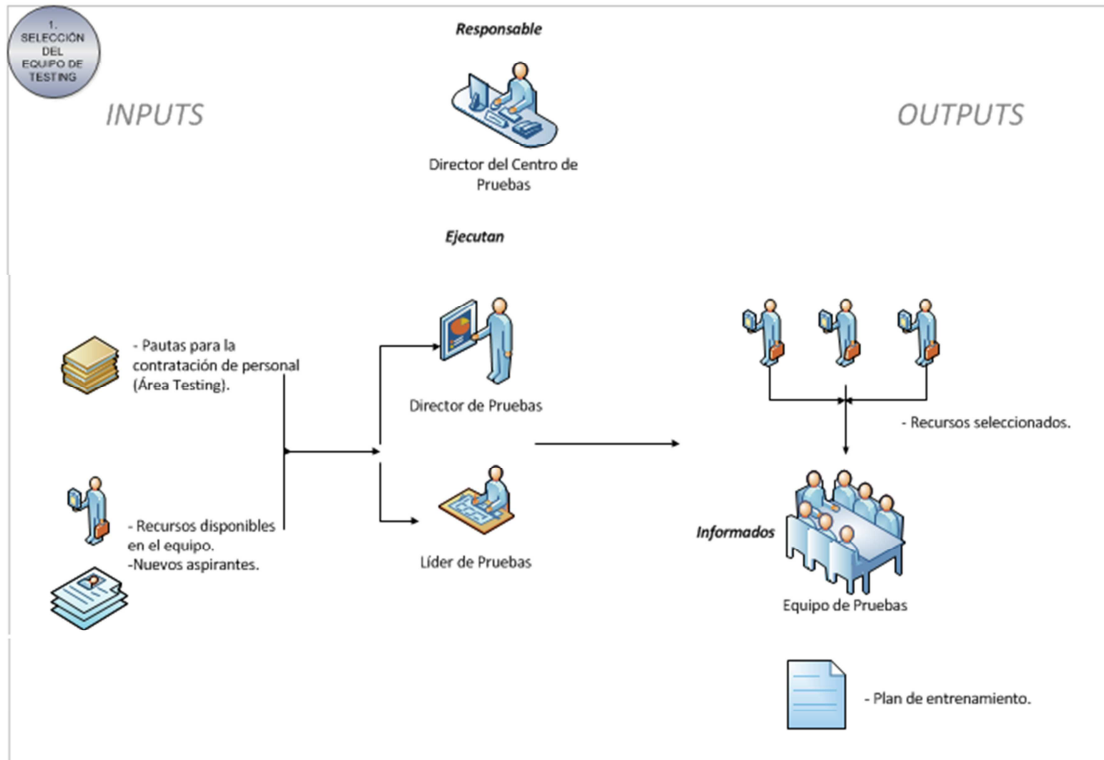 1.
SELECCIÓN
DEL
EQUIPO DE
TESTING
Responsable
INPUTS
OUTPUTS
Director del Centro de
Pruebas
Ejecutan
- Pautas para la
contratación de personal
(Área Testing).
Director de Pruebas
- Recursos seleccionados.
- Recursos disponibles
en el equipo.
-Nuevos aspirantes.
Líder de Pruebas
Informados
Equipo de Pruebas
- Plan de entrenamiento.